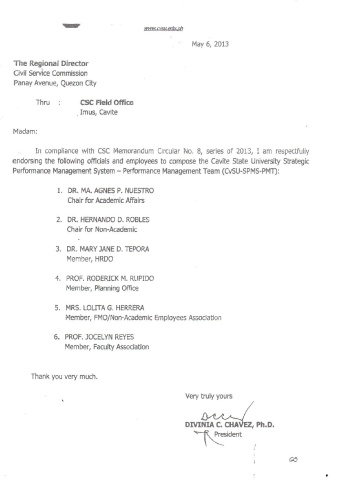 www.cvsu.edu.ph
May 6, 2013
The Regional Director
Civil Service Commission
Panay Avenue, Quezon City
Thru : CSC Field Office
Imus, Cavite
Madam:
In compliance with CSC Memorandum Circular No. 8, series of 2013, I am respectfully
endorsing the following officials and employees to compose the Cavite State University Strategic
Performance Management System – Performance Management Team (CvSU-SPMS-PMT):
1. DR. MA. AGNES P. NUESTRO
Chair for Academic Affairs
2. DR. HERNANDO D. ROBLES
Chair for Non-Academic
3. DR. MARY JANE D. TEPORA
Member, HRDO
4. PROF. RODERICK M. RUPIDO
Member, Planning Office
5. MRS. LOLITA G. HERRERA
Member, FMO/Non-Academic Employees Association
6. PROF. JOCELYN REYES
Member, Faculty Association
Thank you very much.
Very truly yours
DIVINIA C. CHAVEZ, Ph.D.
President